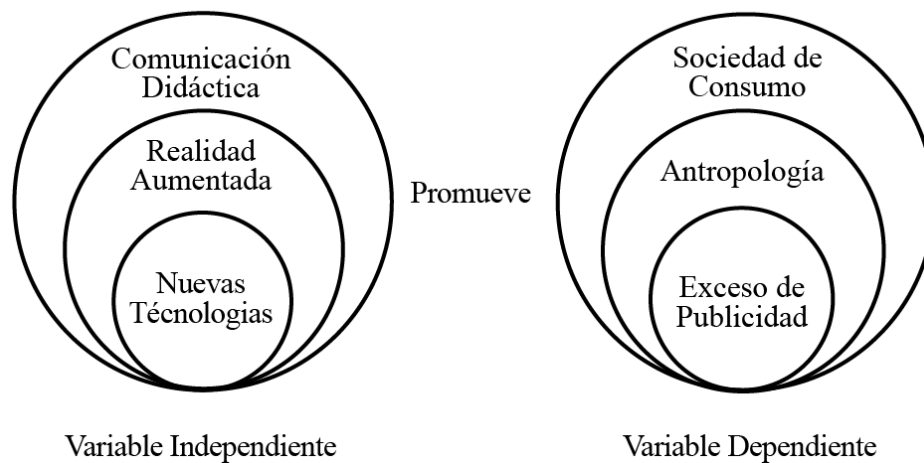 Comunicación
Didáctica
Realidad
Aumentada
Nuevas
Técnologias
Promueve
Sociedad de
Consumo
Antropología
Exceso de
Publicidad
Variable Independiente
Variable Dependiente